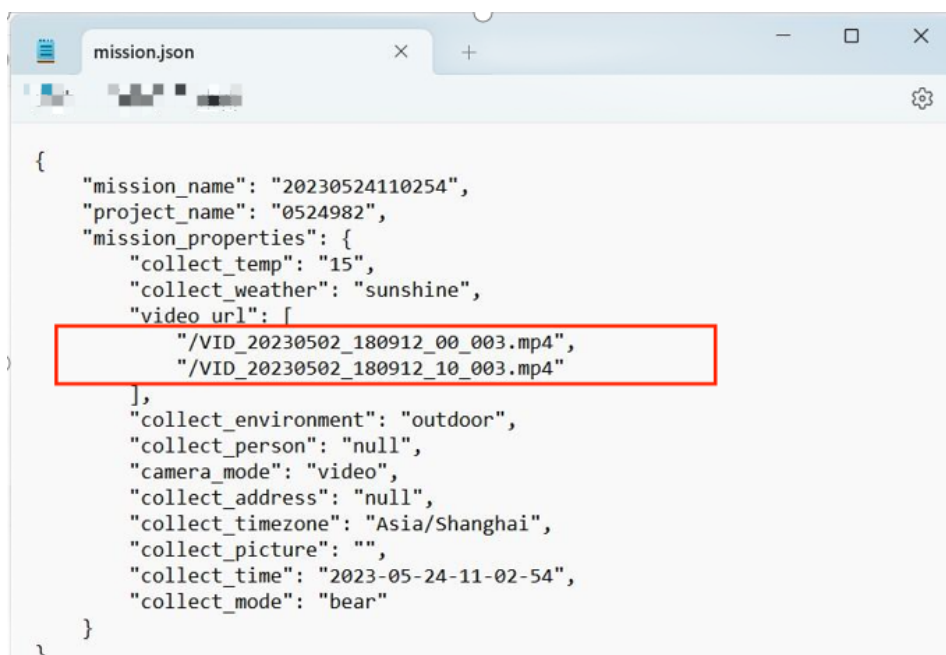 mission.json
{
"mission_name": "20230524110254",
"project_name": "0524982",
"mission_properties": {
"collect_temp": "15",
"collect_weather": "sunshine",
"video_url": [
"/VID_20230502_180912_00_003.mp4",
"/VID_20230502_180912_10_003.mp4"
],
"collect_environment": "outdoor",
"collect_person": "null",
"camera_mode": "video",
"collect_address": "null",
"collect_timezone": "Asia/Shanghai",
"collect_picture": "",
"collect_time": "2023-05-24-11-02-54",
"collect_mode": "bear"
}
}